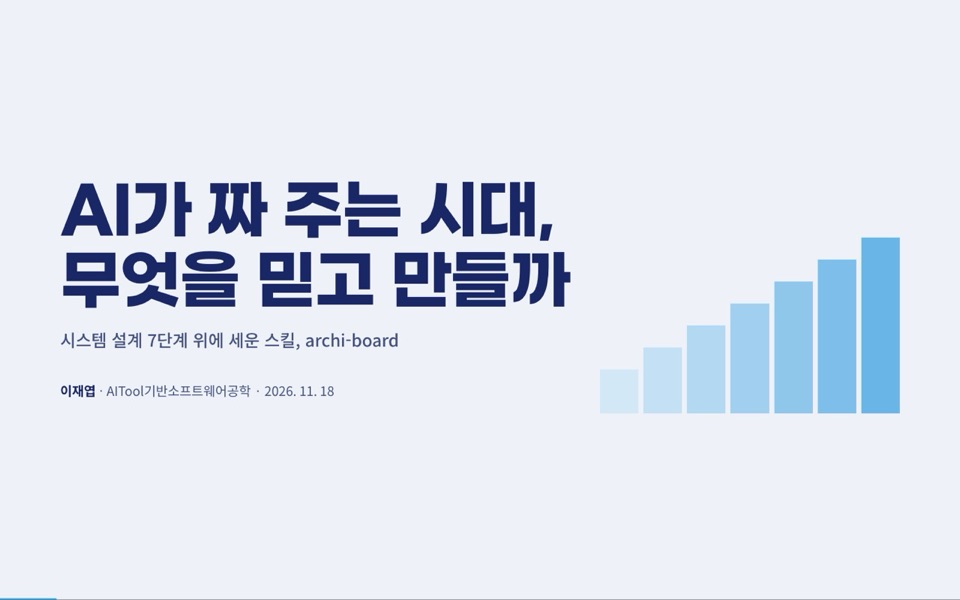 AI가 짜 주는 시대,
무엇을 믿고 만들까
시스템 설계 7단계 위에 세운 스킬, archi-board
이재엽 · AITool기반소프트웨어공학 · 2026. 11. 18